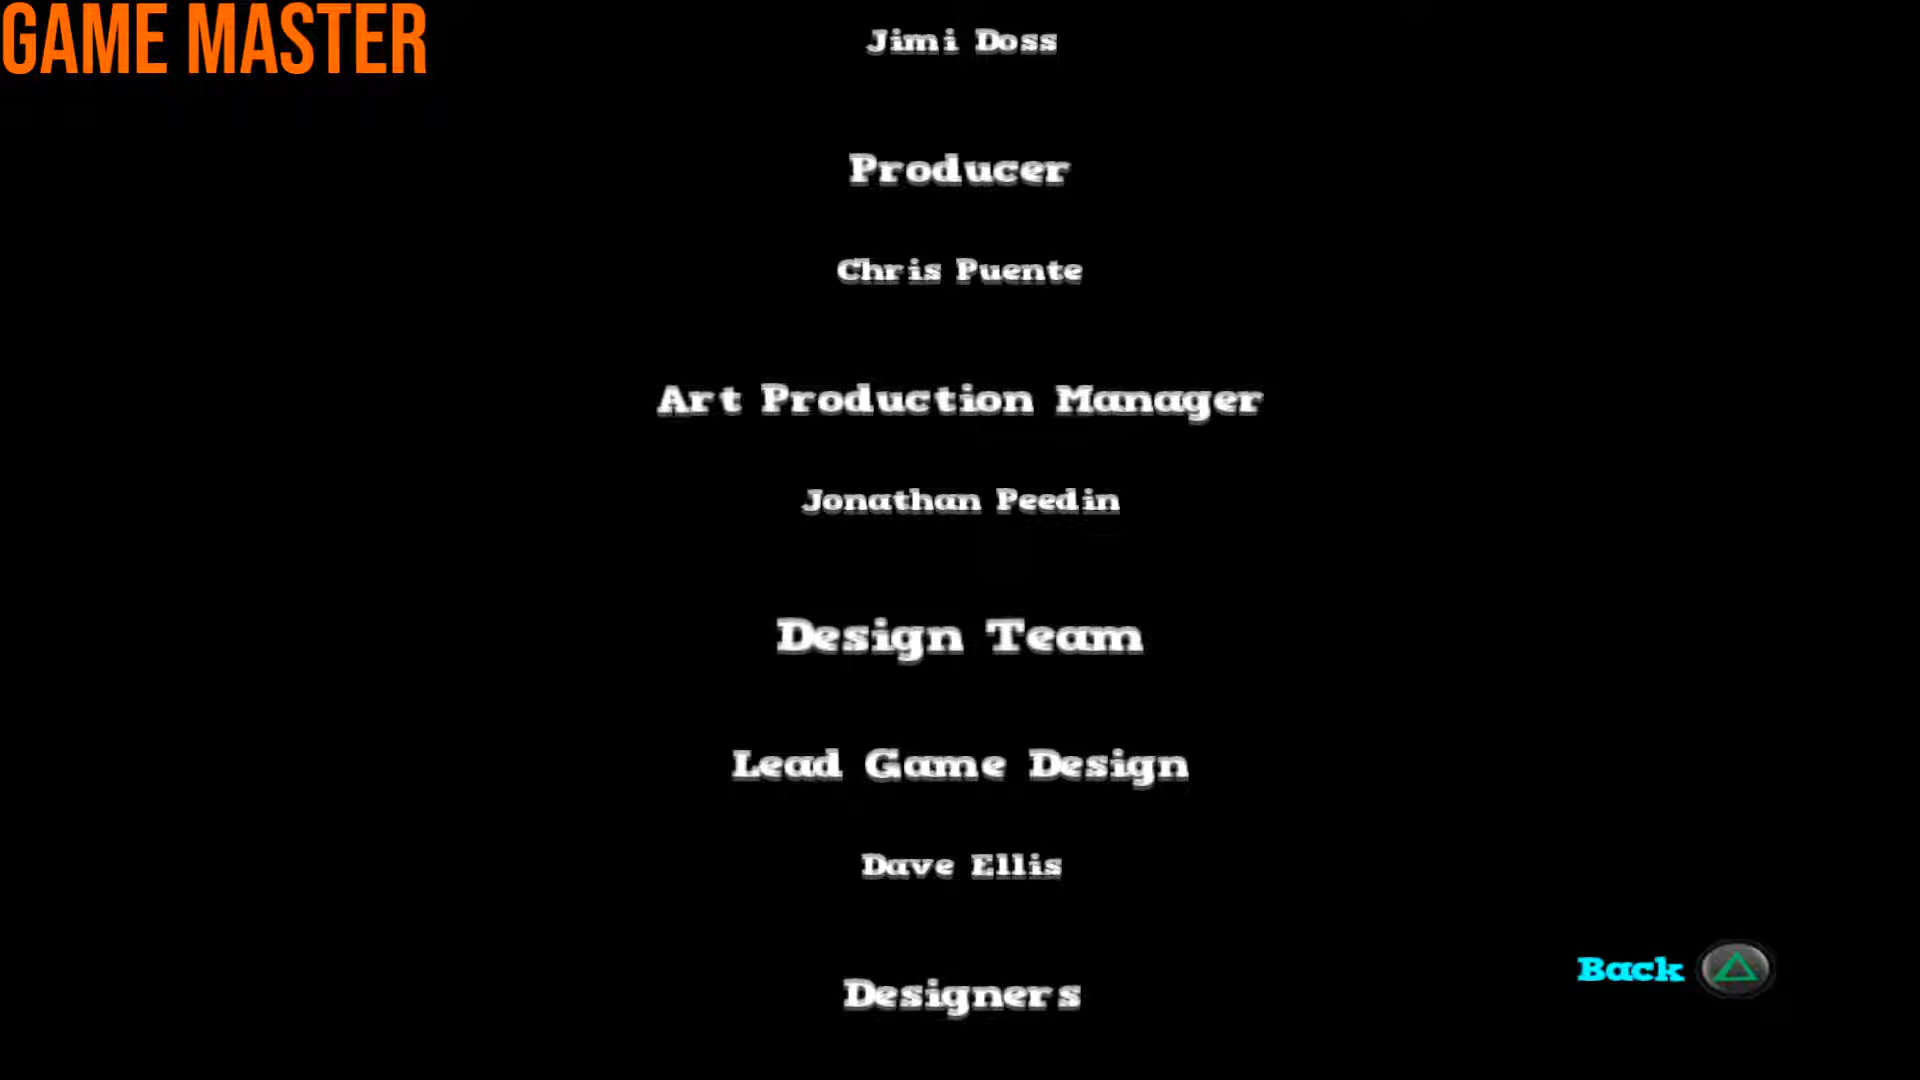 GAME MASTER
Jimi Doss
Producer
Chris Puente
Art Production Manager
Jonathan Peedin
Design Team
Lead Game Design
Dave Ellis
Back
Designers